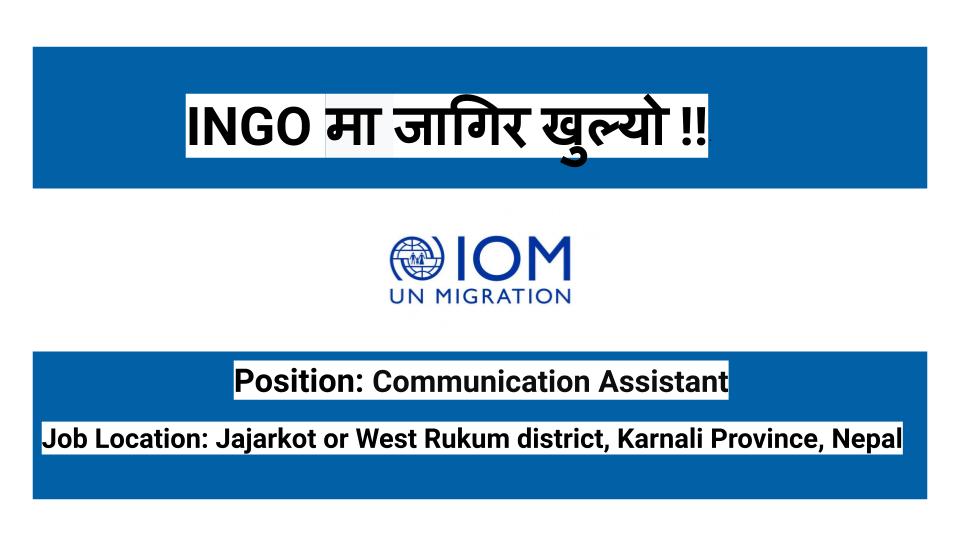 INGO मा जागिर खुल्यो !!
IOM
UN MIGRATION
Position: Communication Assistant
Job Location: Jajarkot or West Rukum district, Karnali Province, Nepal